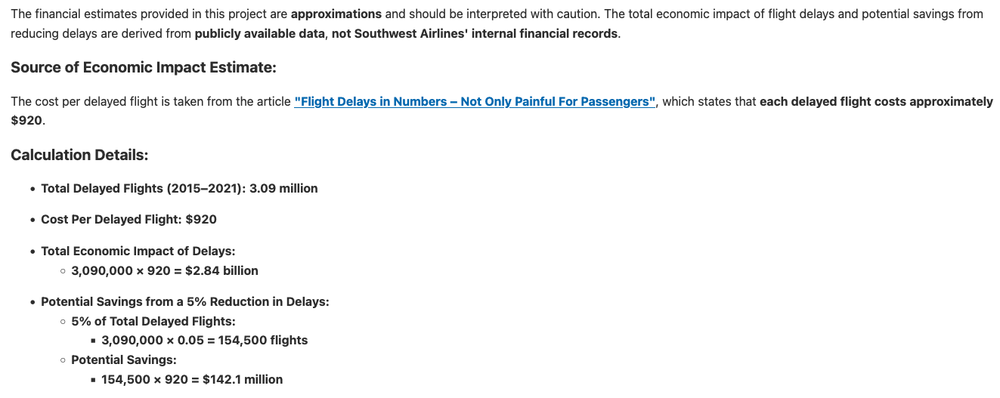 The financial estimates provided in this project are approximations and should be interpreted with caution. The total economic impact of flight delays and potential savings from
reducing delays are derived from publicly available data, not Southwest Airlines' internal financial records.
Source of Economic Impact Estimate:
The cost per delayed flight is taken from the article "Flight Delays in Numbers – Not Only Painful For Passengers", which states that each delayed flight costs approximately
$920.
Calculation Details:
• Total Delayed Flights (2015–2021): 3.09 million
• Cost Per Delayed Flight: $920
• Total Economic Impact of Delays:
◦ 3,090,000 × 920 = $2.84 billion
• Potential Savings from a 5% Reduction in Delays:
◦ 5% of Total Delayed Flights:
▪ 3,090,000 × 0.05 = 154,500 flights
◦ Potential Savings:
▪ 154,500 × 920 = $142.1 million